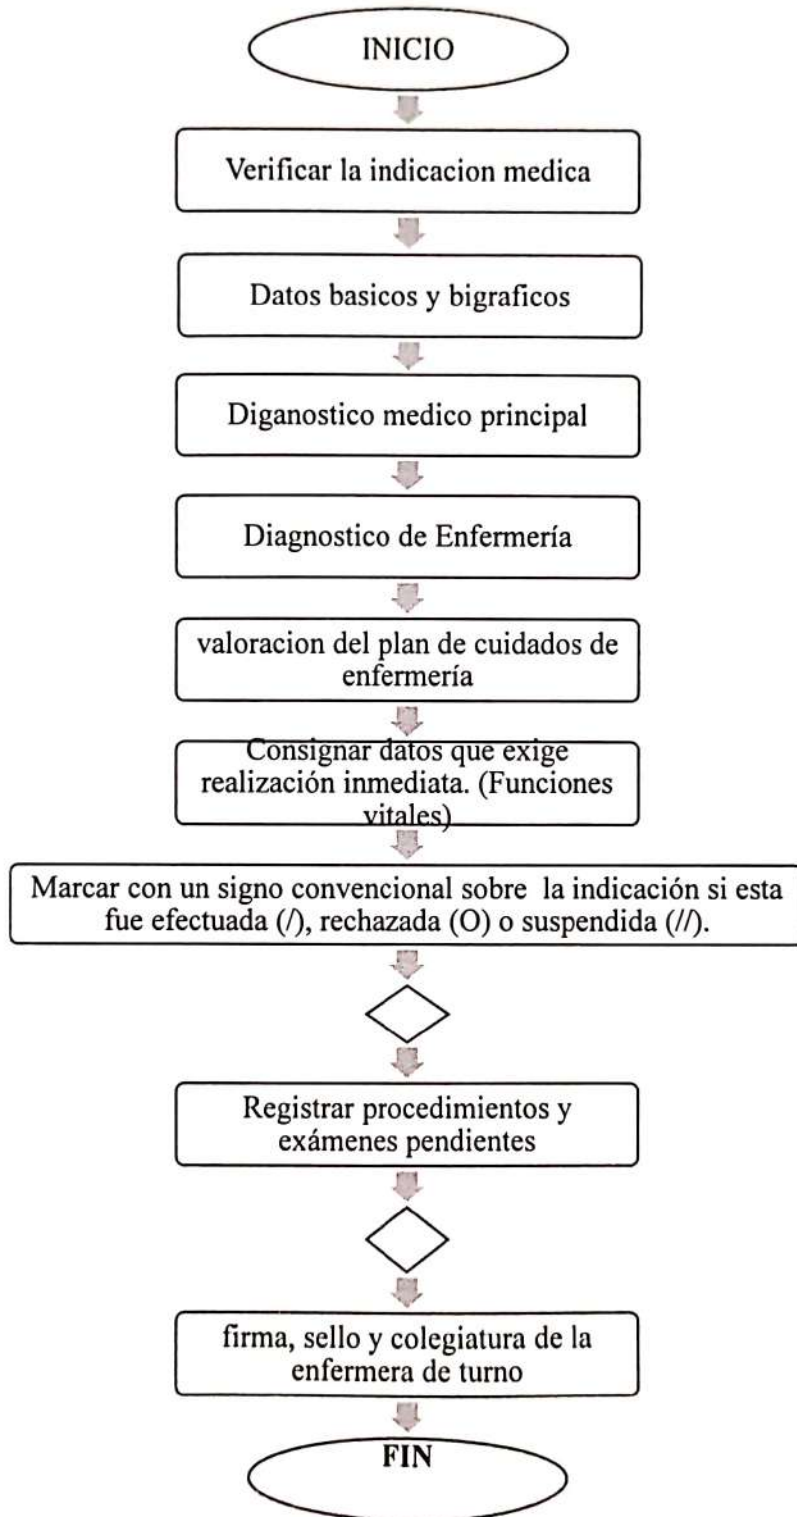 INICIO
Verificar la indicacion medica
Datos basicos y bigraficos
Diganostico medico principal
Diagnostico de Enfermería
valoracion del plan de cuidados de
enfermería
Consignar datos que exige
realización inmediata. (Funciones
vitales)
Marcar con un signo convencional sobre la indicación si esta
fue efectuada (/), rechazada (O) o suspendida (//).
Registrar procedimientos y
exámenes pendientes
firma, sello y colegiatura de la
enfermera de turno
FIN